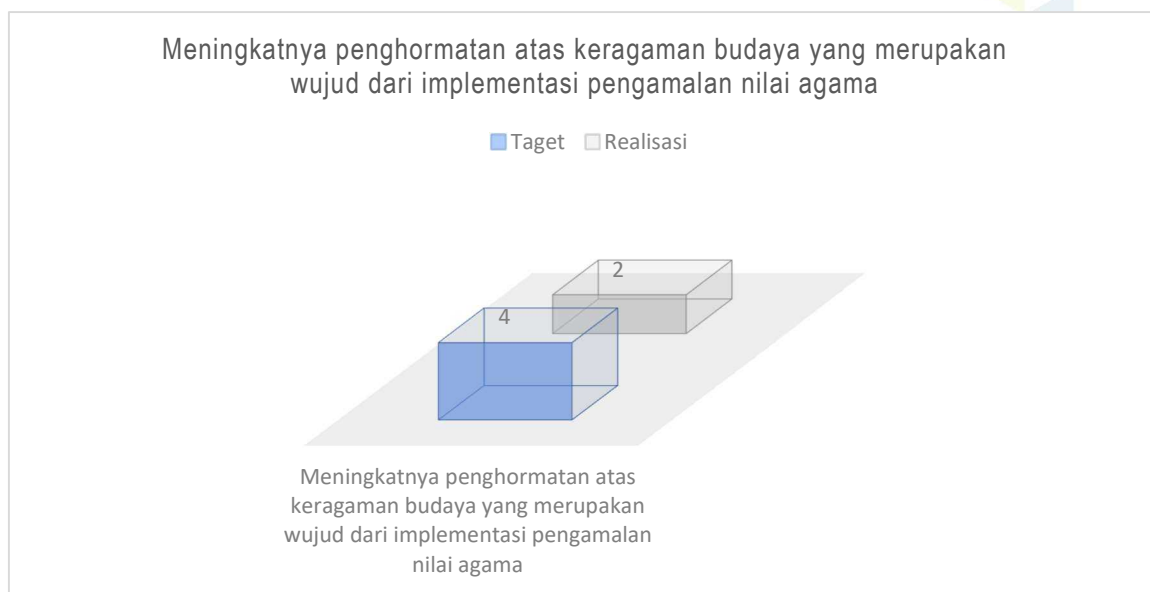 Meningkatnya penghormatan atas keragaman budaya yang merupakan
wujud dari implementasi pengamalan nilai agama
Taget Realisasi
2
4
Meningkatnya penghormatan atas
keragaman budaya yang merupakan
wujud dari implementasi pengamalan
nilai agama